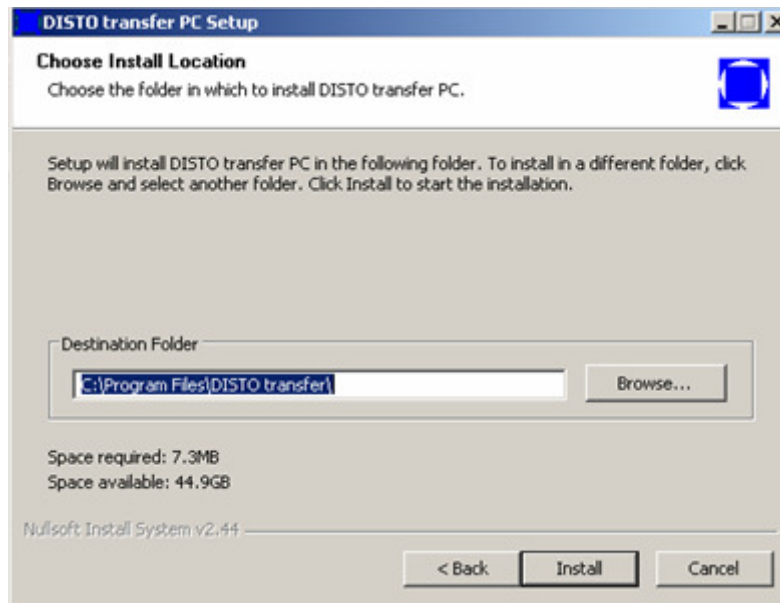 DISTO transfer PC Setup
Choose Install Location
Choose the folder in which to install DISTO transfer PC.
Setup will install DISTO transfer PC in the following folder. To install in a different folder, click
Browse and select another folder. Click Install to start the installation.
Destination Folder
C:\Program Files\DISTO transfer\
Browse...
Space required: 7.3MB
Space available: 44.9GB
Nullsoft Install System v2.44
< Back
Install
Cancel